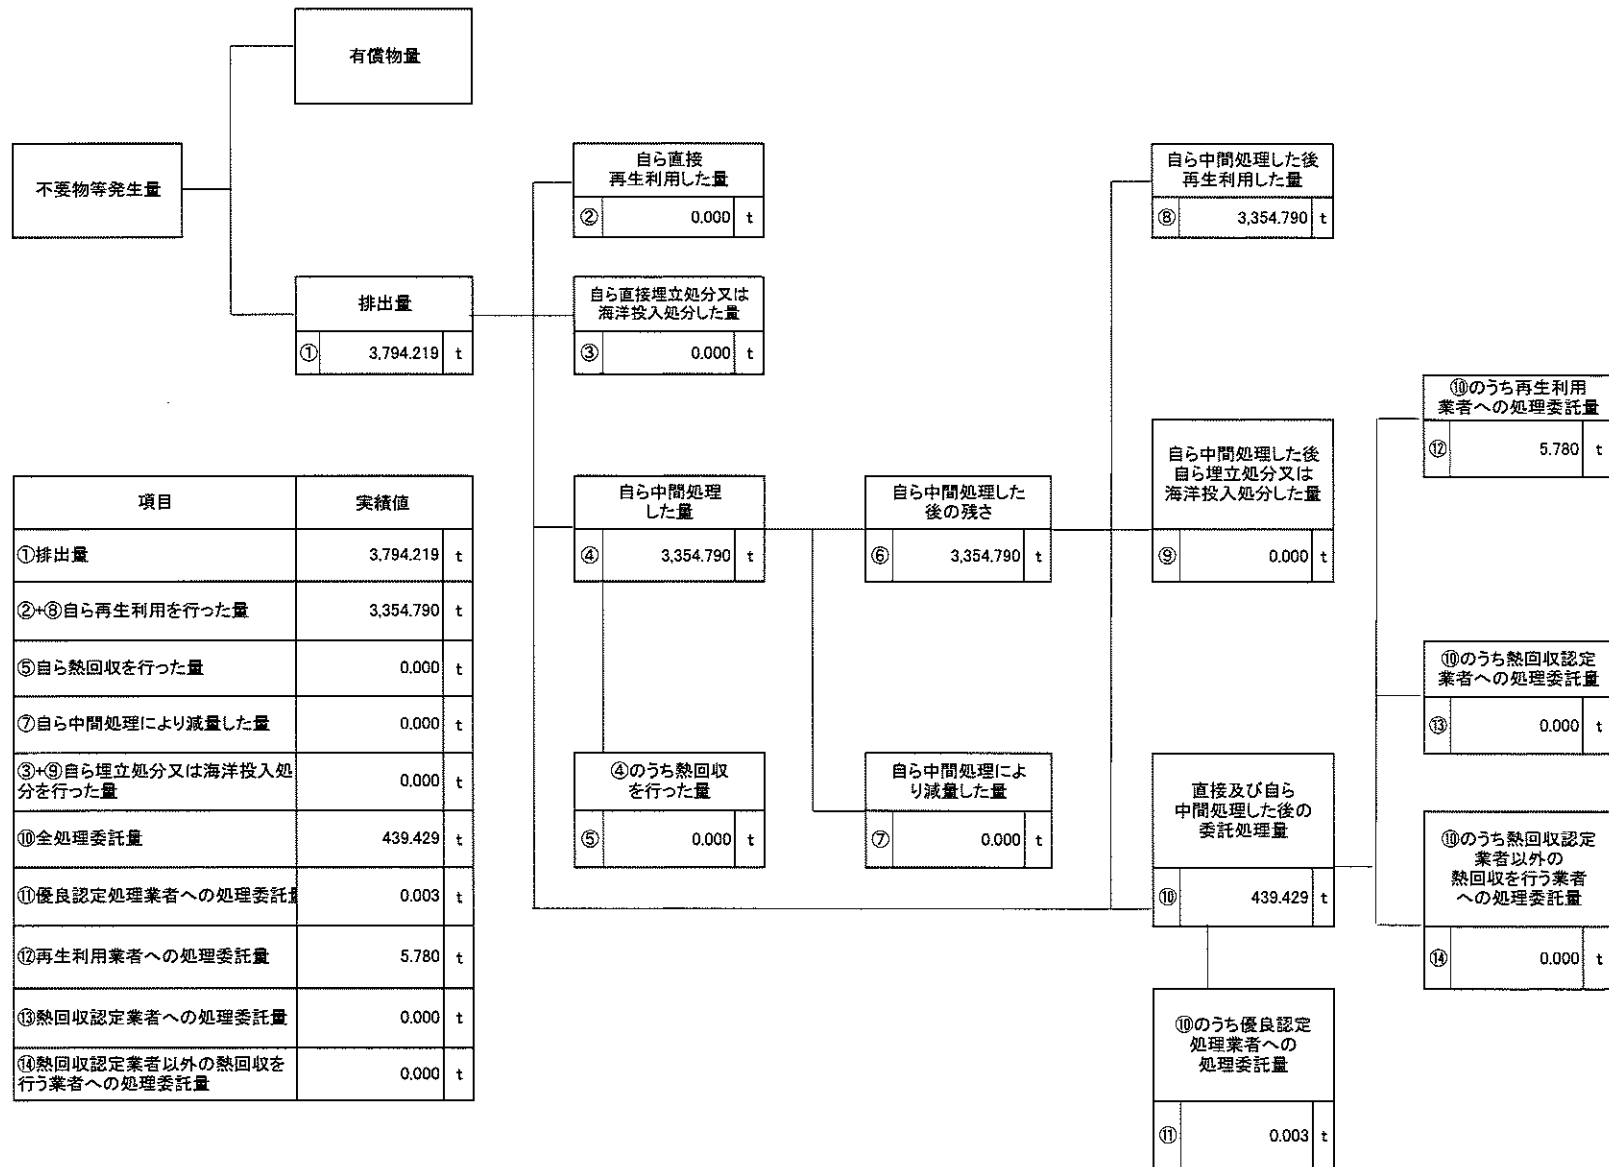 有償物量
不要物等発生量
排出量
① 3,794.219 t
自ら直接
再生利用した量
② 0.000 t
自ら直接埋立処分又は
海洋投入処分した量
③ 0.000 t
自ら中間処理
した量
④ 3,354.790 t
④のうち熱回収
を行った量
⑤ 0.000 t
自ら中間処理した
後の残さ
⑥ 3,354.790 t
自ら中間処理によ
り減量した量
⑦ 0.000 t
自ら中間処理した後
再生利用した量
⑧ 3,354.790 t
自ら中間処理した後
自ら埋立処分又は
海洋投入処分した量
⑨ 0.000 t
直接及び自ら
中間処理した後の
委託処理量
⑩ 439.429 t
⑩のうち優良認定
処理業者への
処理委託量
⑪ 0.003 t
⑩のうち再生利用
業者への処理委託量
⑫ 5.780 t
⑩のうち熱回収認定
業者への処理委託量
⑬ 0.000 t
⑩のうち熱回収認定
業者以外の
熱回収を行う業者
への処理委託量
⑭ 0.000 t
項目 実績値
①排出量 3,794.219 t
②+⑧自ら再生利用を行った量 3,354.790 t
⑤自ら熱回収を行った量 0.000 t
⑦自ら中間処理により減量した量 0.000 t
③+⑨自ら埋立処分又は海洋投入処
分を行った量 0.000 t
⑩全処理委託量 439.429 t
⑪優良認定処理業者への処理委託量 0.003 t
⑫再生利用業者への処理委託量 5.780 t
⑬熱回収認定業者への処理委託量 0.000 t
⑭熱回収認定業者以外の熱回収を
行う業者への処理委託量 0.000 t